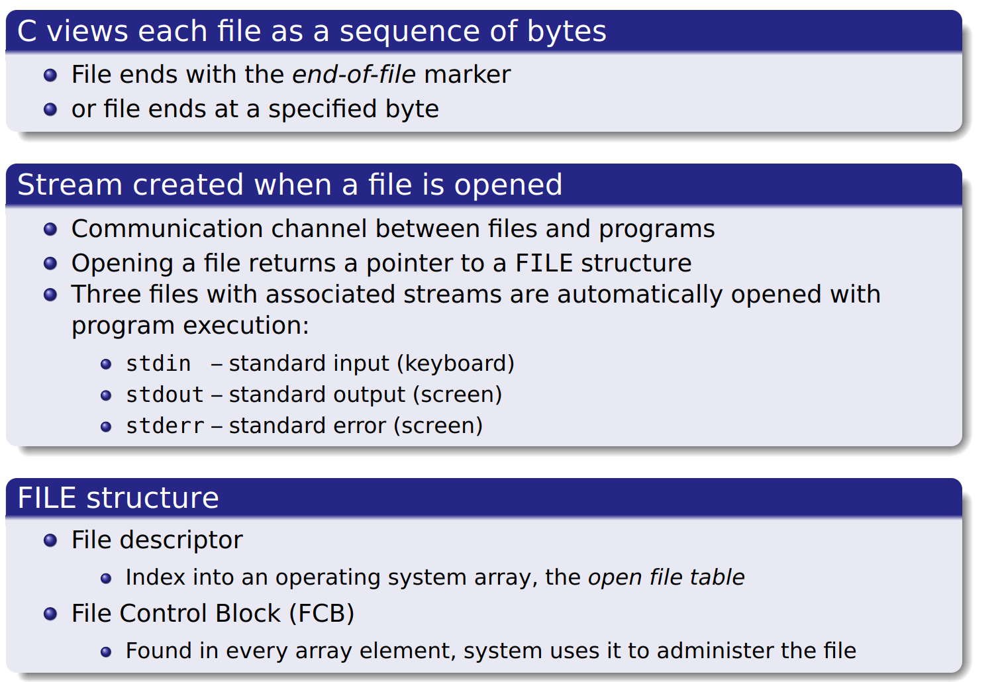 C views each file as a sequence of bytes
File ends with the end-of-file marker
or file ends at a specified byte
Stream created when a file is opened
Communication channel between files and programs
Opening a file returns a pointer to a FILE structure
Three files with associated streams are automatically opened with
program execution:
stdin – standard input (keyboard)
stdout – standard output (screen)
stderr – standard error (screen)
FILE structure
File descriptor
Index into an operating system array, the open file table
File Control Block (FCB)
Found in every array element, system uses it to administer the file